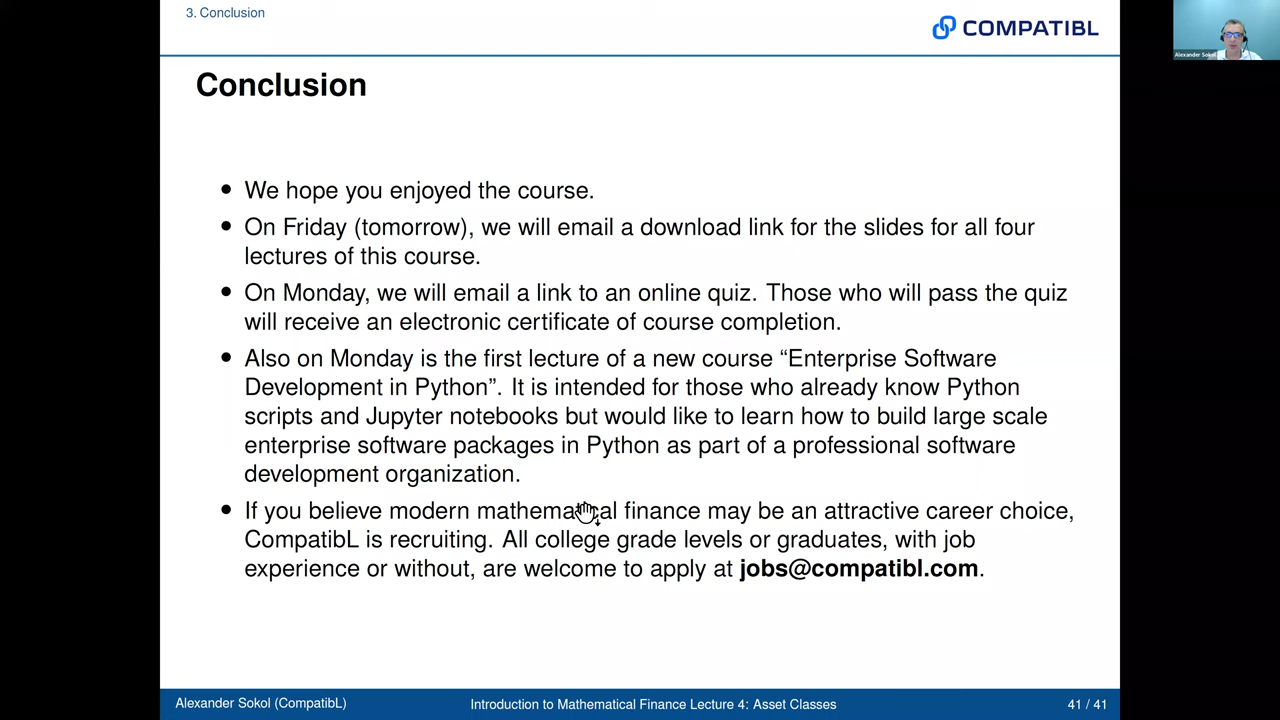 3. Conclusion
COMPATIBL
Alexander Sokol
Conclusion
• We hope you enjoyed the course.
• On Friday (tomorrow), we will email a download link for the slides for all four
lectures of this course.
• On Monday, we will email a link to an online quiz. Those who will pass the quiz
will receive an electronic certificate of course completion.
• Also on Monday is the first lecture of a new course “Enterprise Software
Development in Python”. It is intended for those who already know Python
scripts and Jupyter notebooks but would like to learn how to build large scale
enterprise software packages in Python as part of a professional software
development organization.
• If you believe modern mathematical finance may be an attractive career choice,
CompatibL is recruiting. All college grade levels or graduates, with job
experience or without, are welcome to apply at jobs@compatibl.com.
Alexander Sokol (CompatibL)
Introduction to Mathematical Finance Lecture 4: Asset Classes
41 / 41